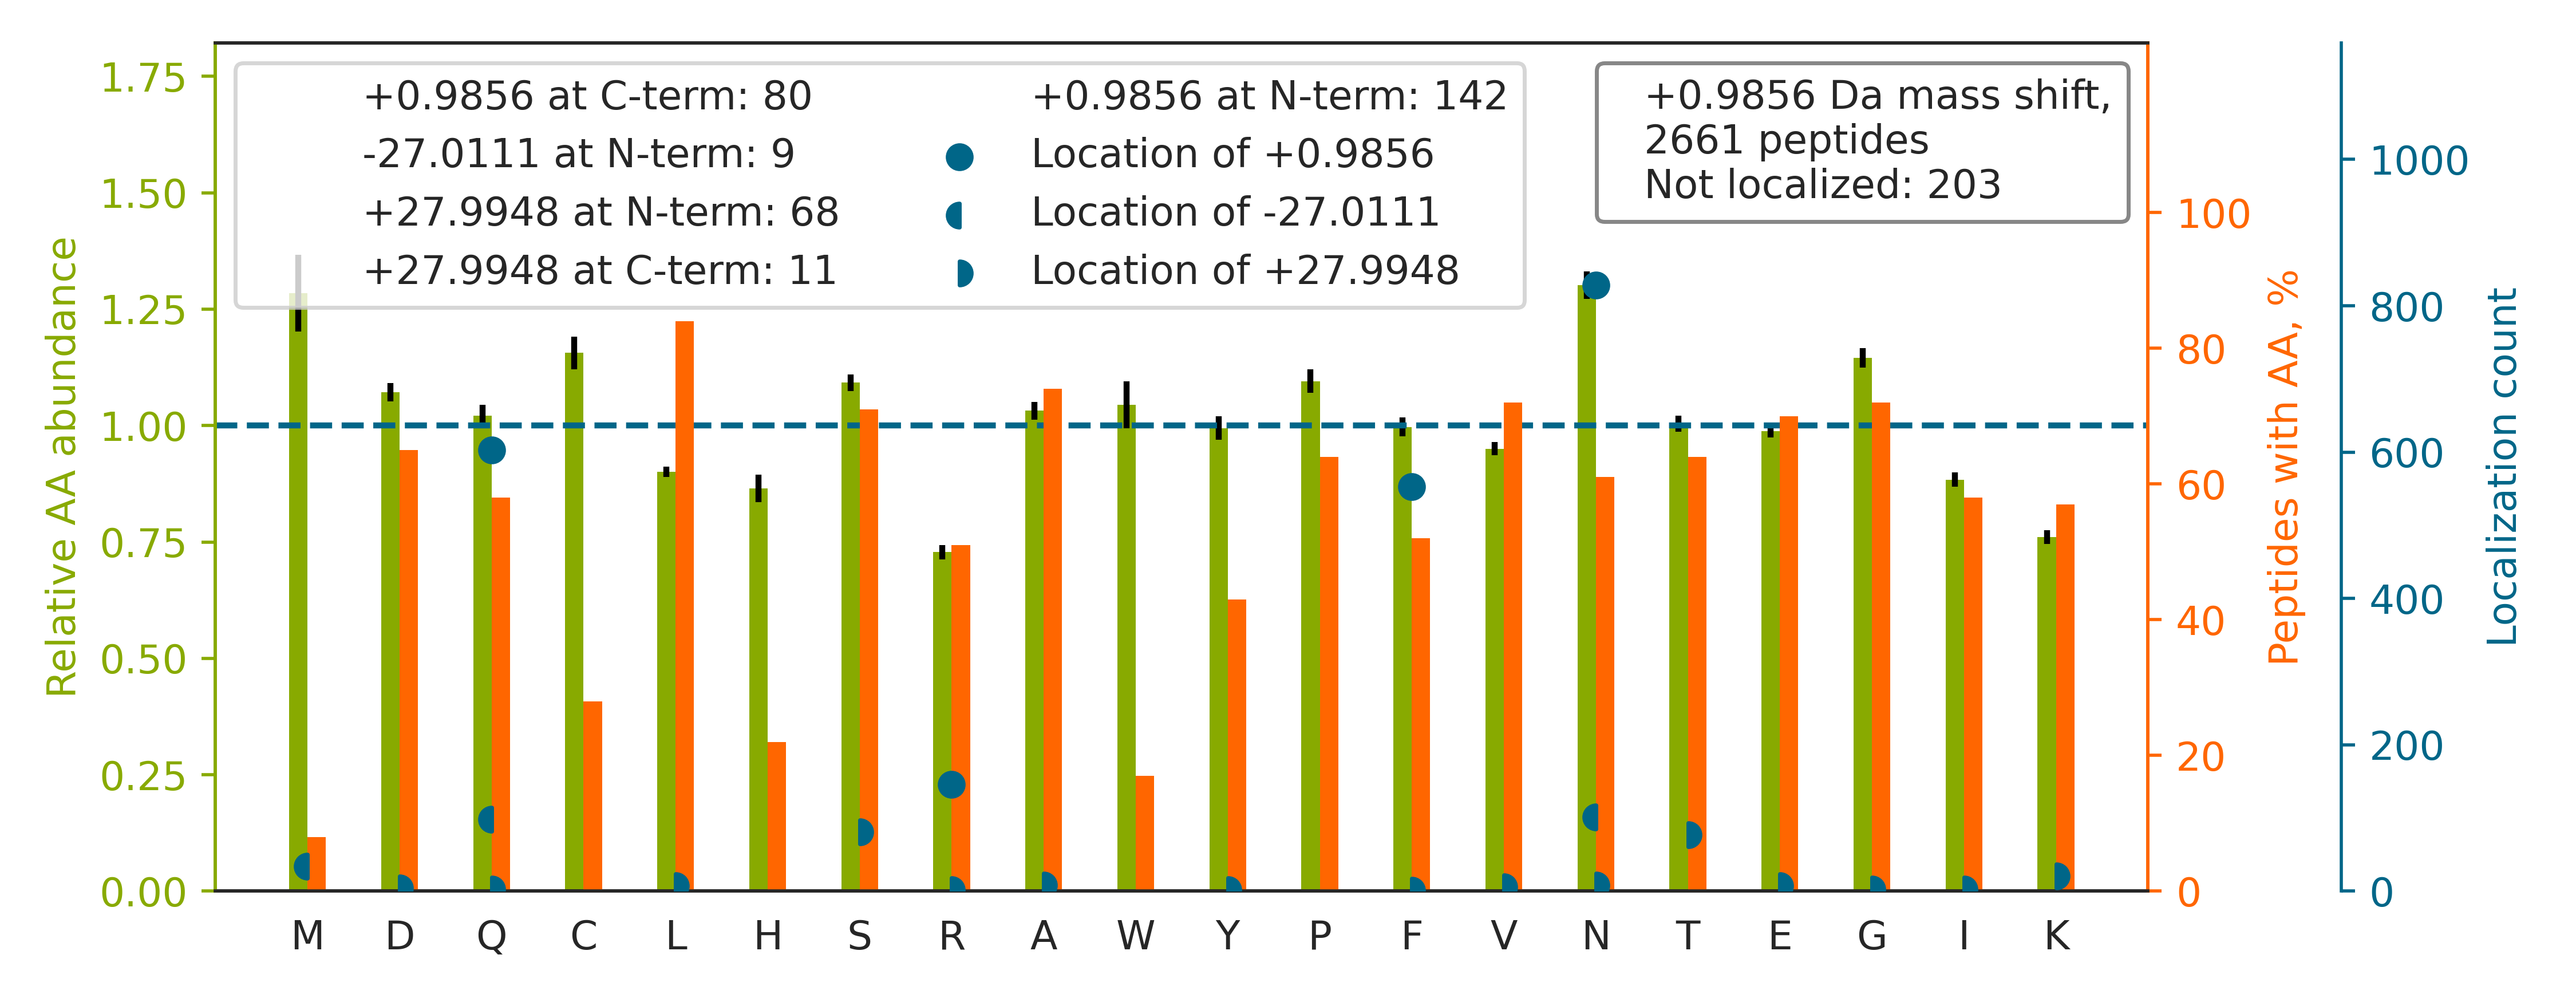 +0.9856 at C-term: 80
-27.0111 at N-term: 9
+27.9948 at N-term: 68
+27.9948 at C-term: 11
+0.9856 at N-term: 142
Location of +0.9856
Location of -27.0111
Location of +27.9948
+0.9856 Da mass shift,
2661 peptides
Not localized: 203
Relative AA abundance
1.75
1.50
1.25
1.00
0.75
0.50
0.25
0.00
M D Q C L H S R A W Y P F V N T E G I K
100
80
60
40
20
0
Peptides with AA, %
1000
800
600
400
200
0
Localization count